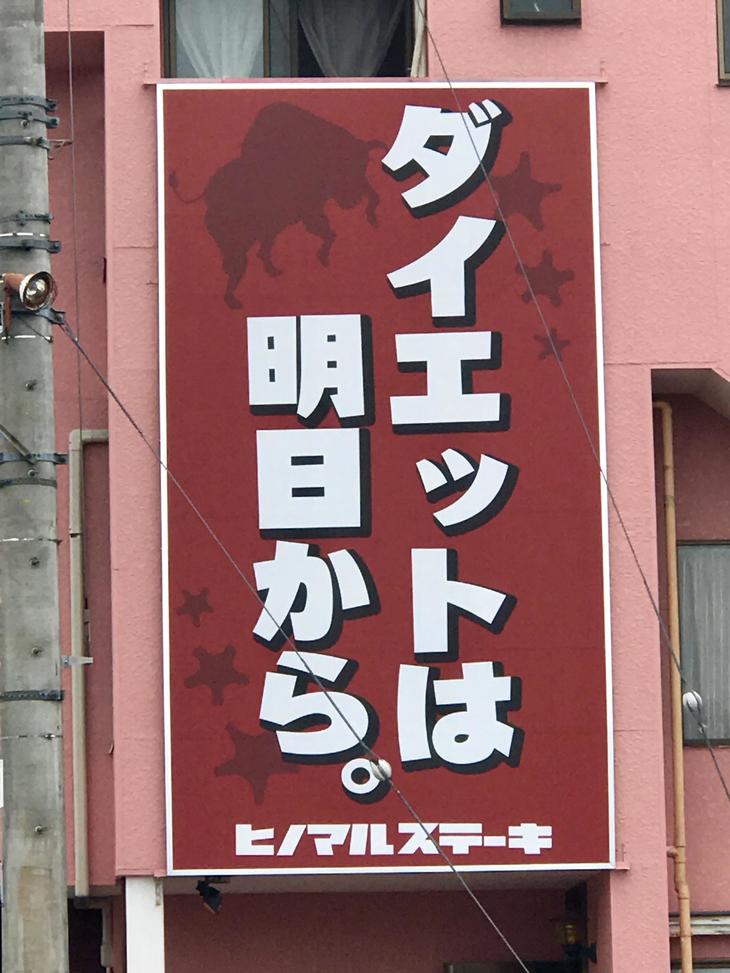 ダイエットは
明日から。
ヒノマルステーキ